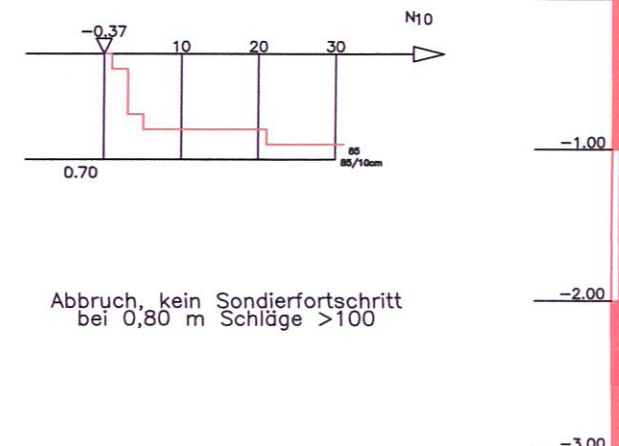 N10
-0.37
10 20 30
-1.00
85
85/10cm
0.70
-2.00
Abbruch, kein Sondierfortschritt
bei 0,80 m Schläge >100
-3.00